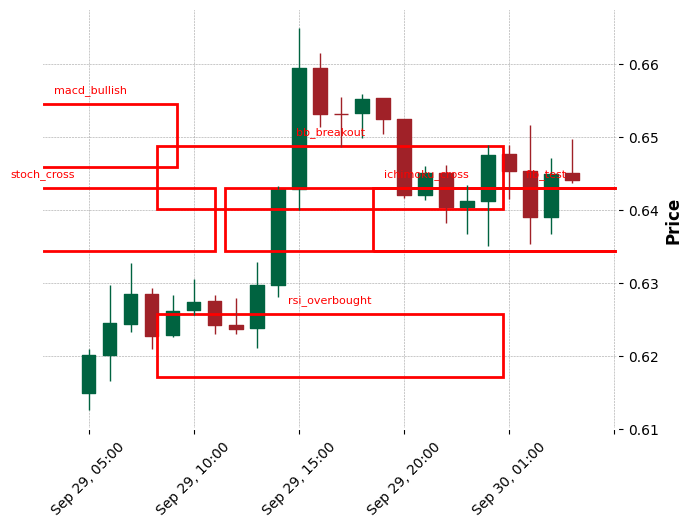 macd_bullish
bb_breakout
stoch_cross
ichimoku_cross
rsi_overbought
0.66
0.65
0.64
0.63
0.62
0.61
Price
Sep 29, 05:00
Sep 29, 10:00
Sep 29, 15:00
Sep 29, 20:00
Sep 30, 01:00